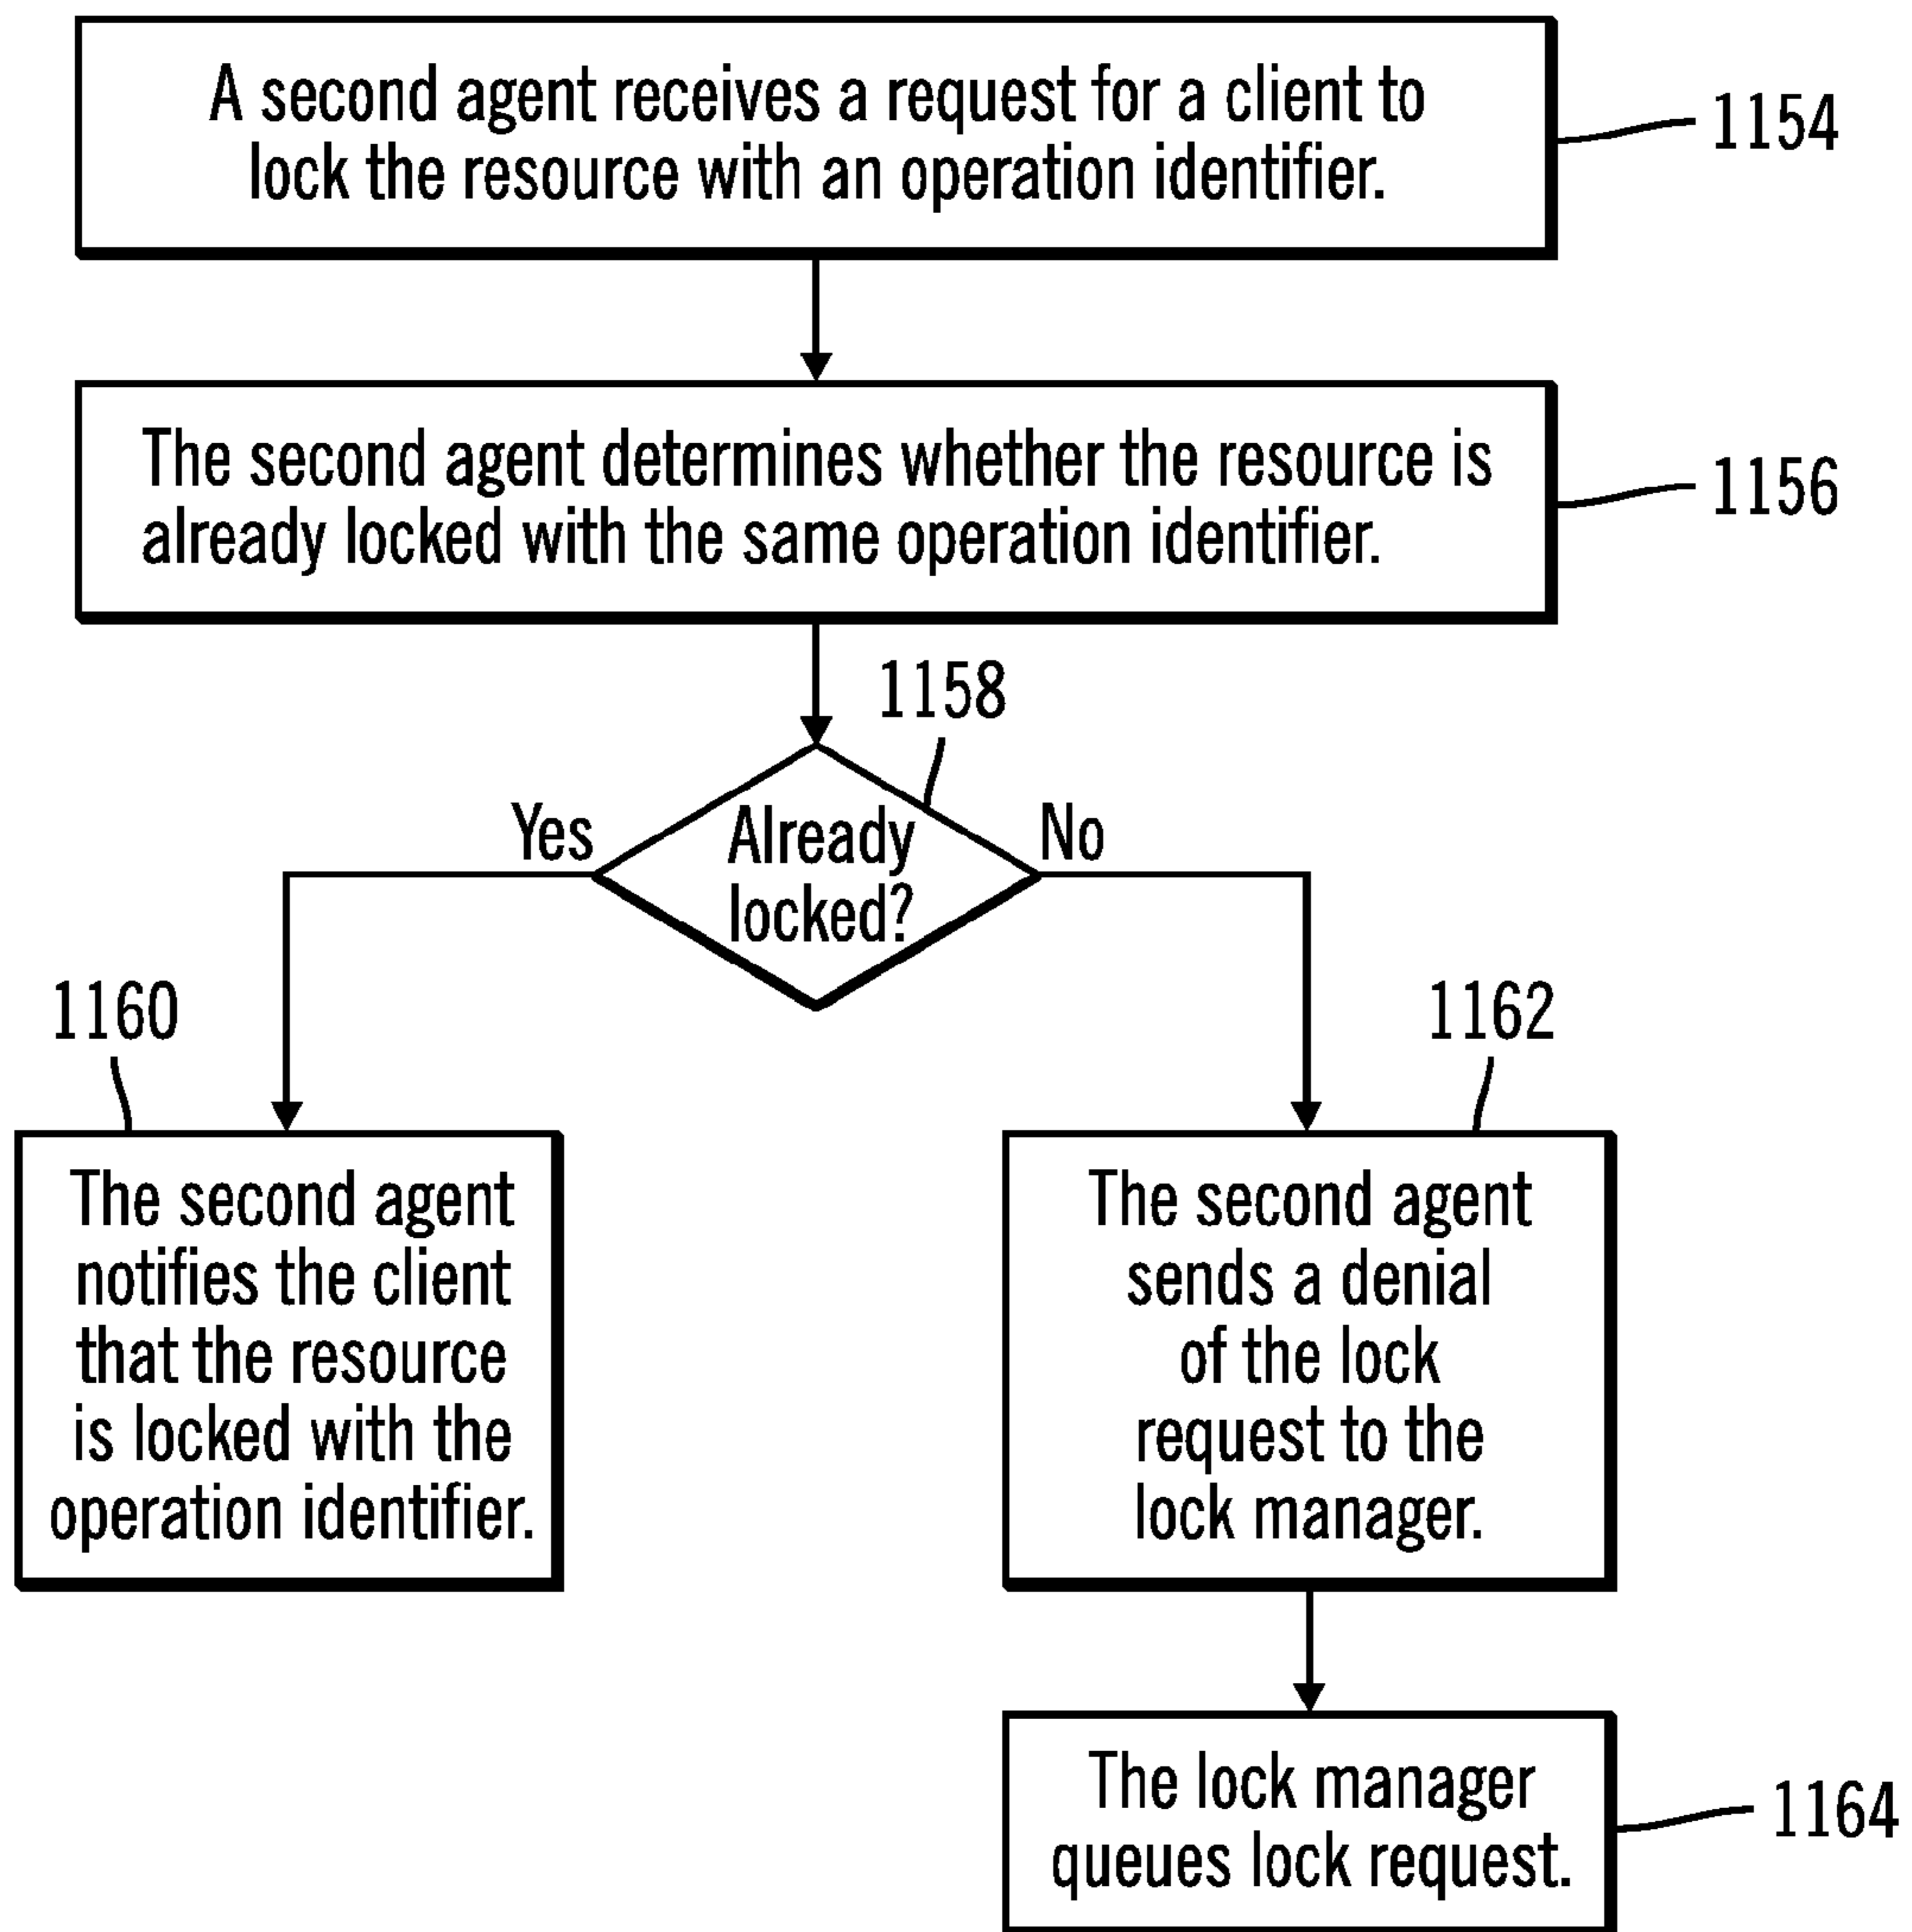 A second agent receives a request for a client to
lock the resource with an operation identifier.
1154
The second agent determines whether the resource is
already locked with the same operation identifier.
1156
1158
Yes
Already
locked?
No
1160
The second agent
notifies the client
that the resource
is locked with the
operation identifier.
1162
The second agent
sends a denial
of the lock
request to the
lock manager.
The lock manager
queues lock request.
1164